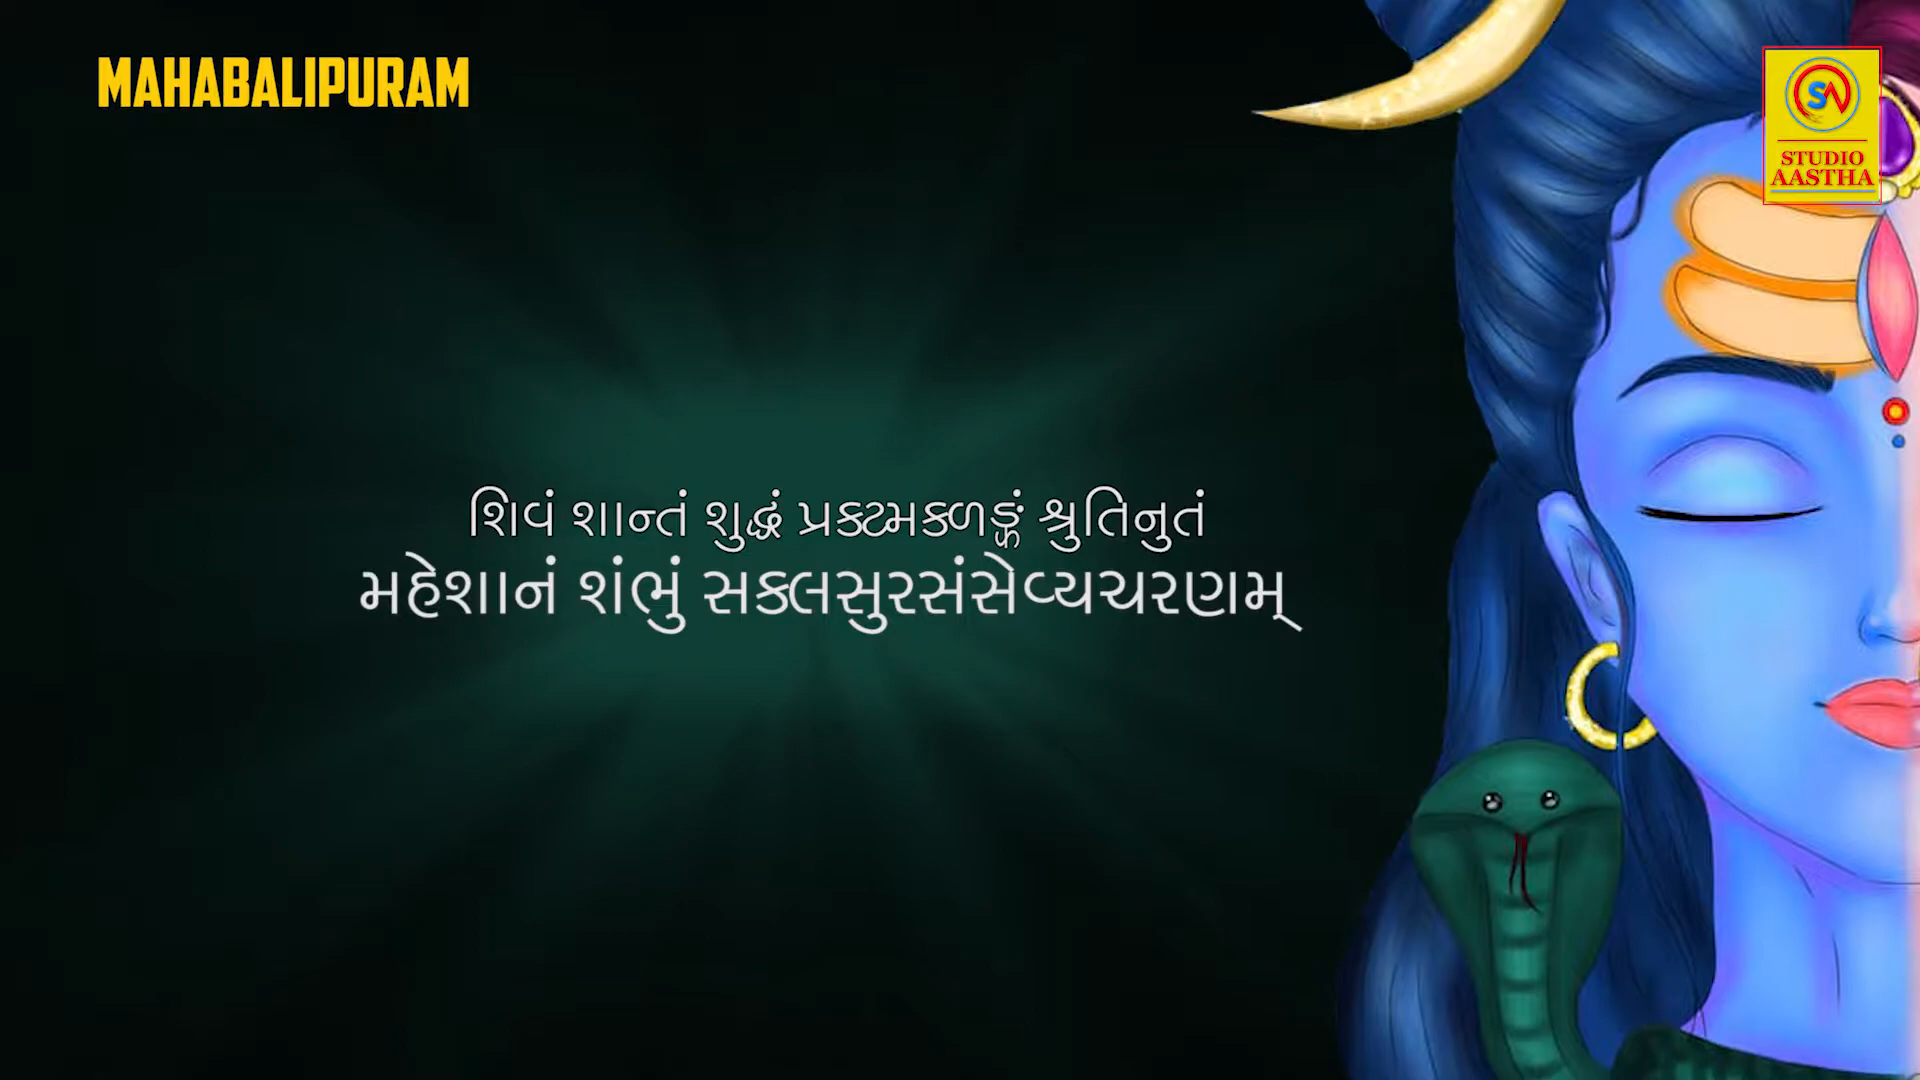 MAHABALIPURAM
STUDIO
AASTHA
શિવં શાન્તં શુદ્ધં પ્રકટમકળઙ્કં શ્રુતિનુતં
મહેશાનં શંભું સકલસુરસંસેવ્યચરણમ્